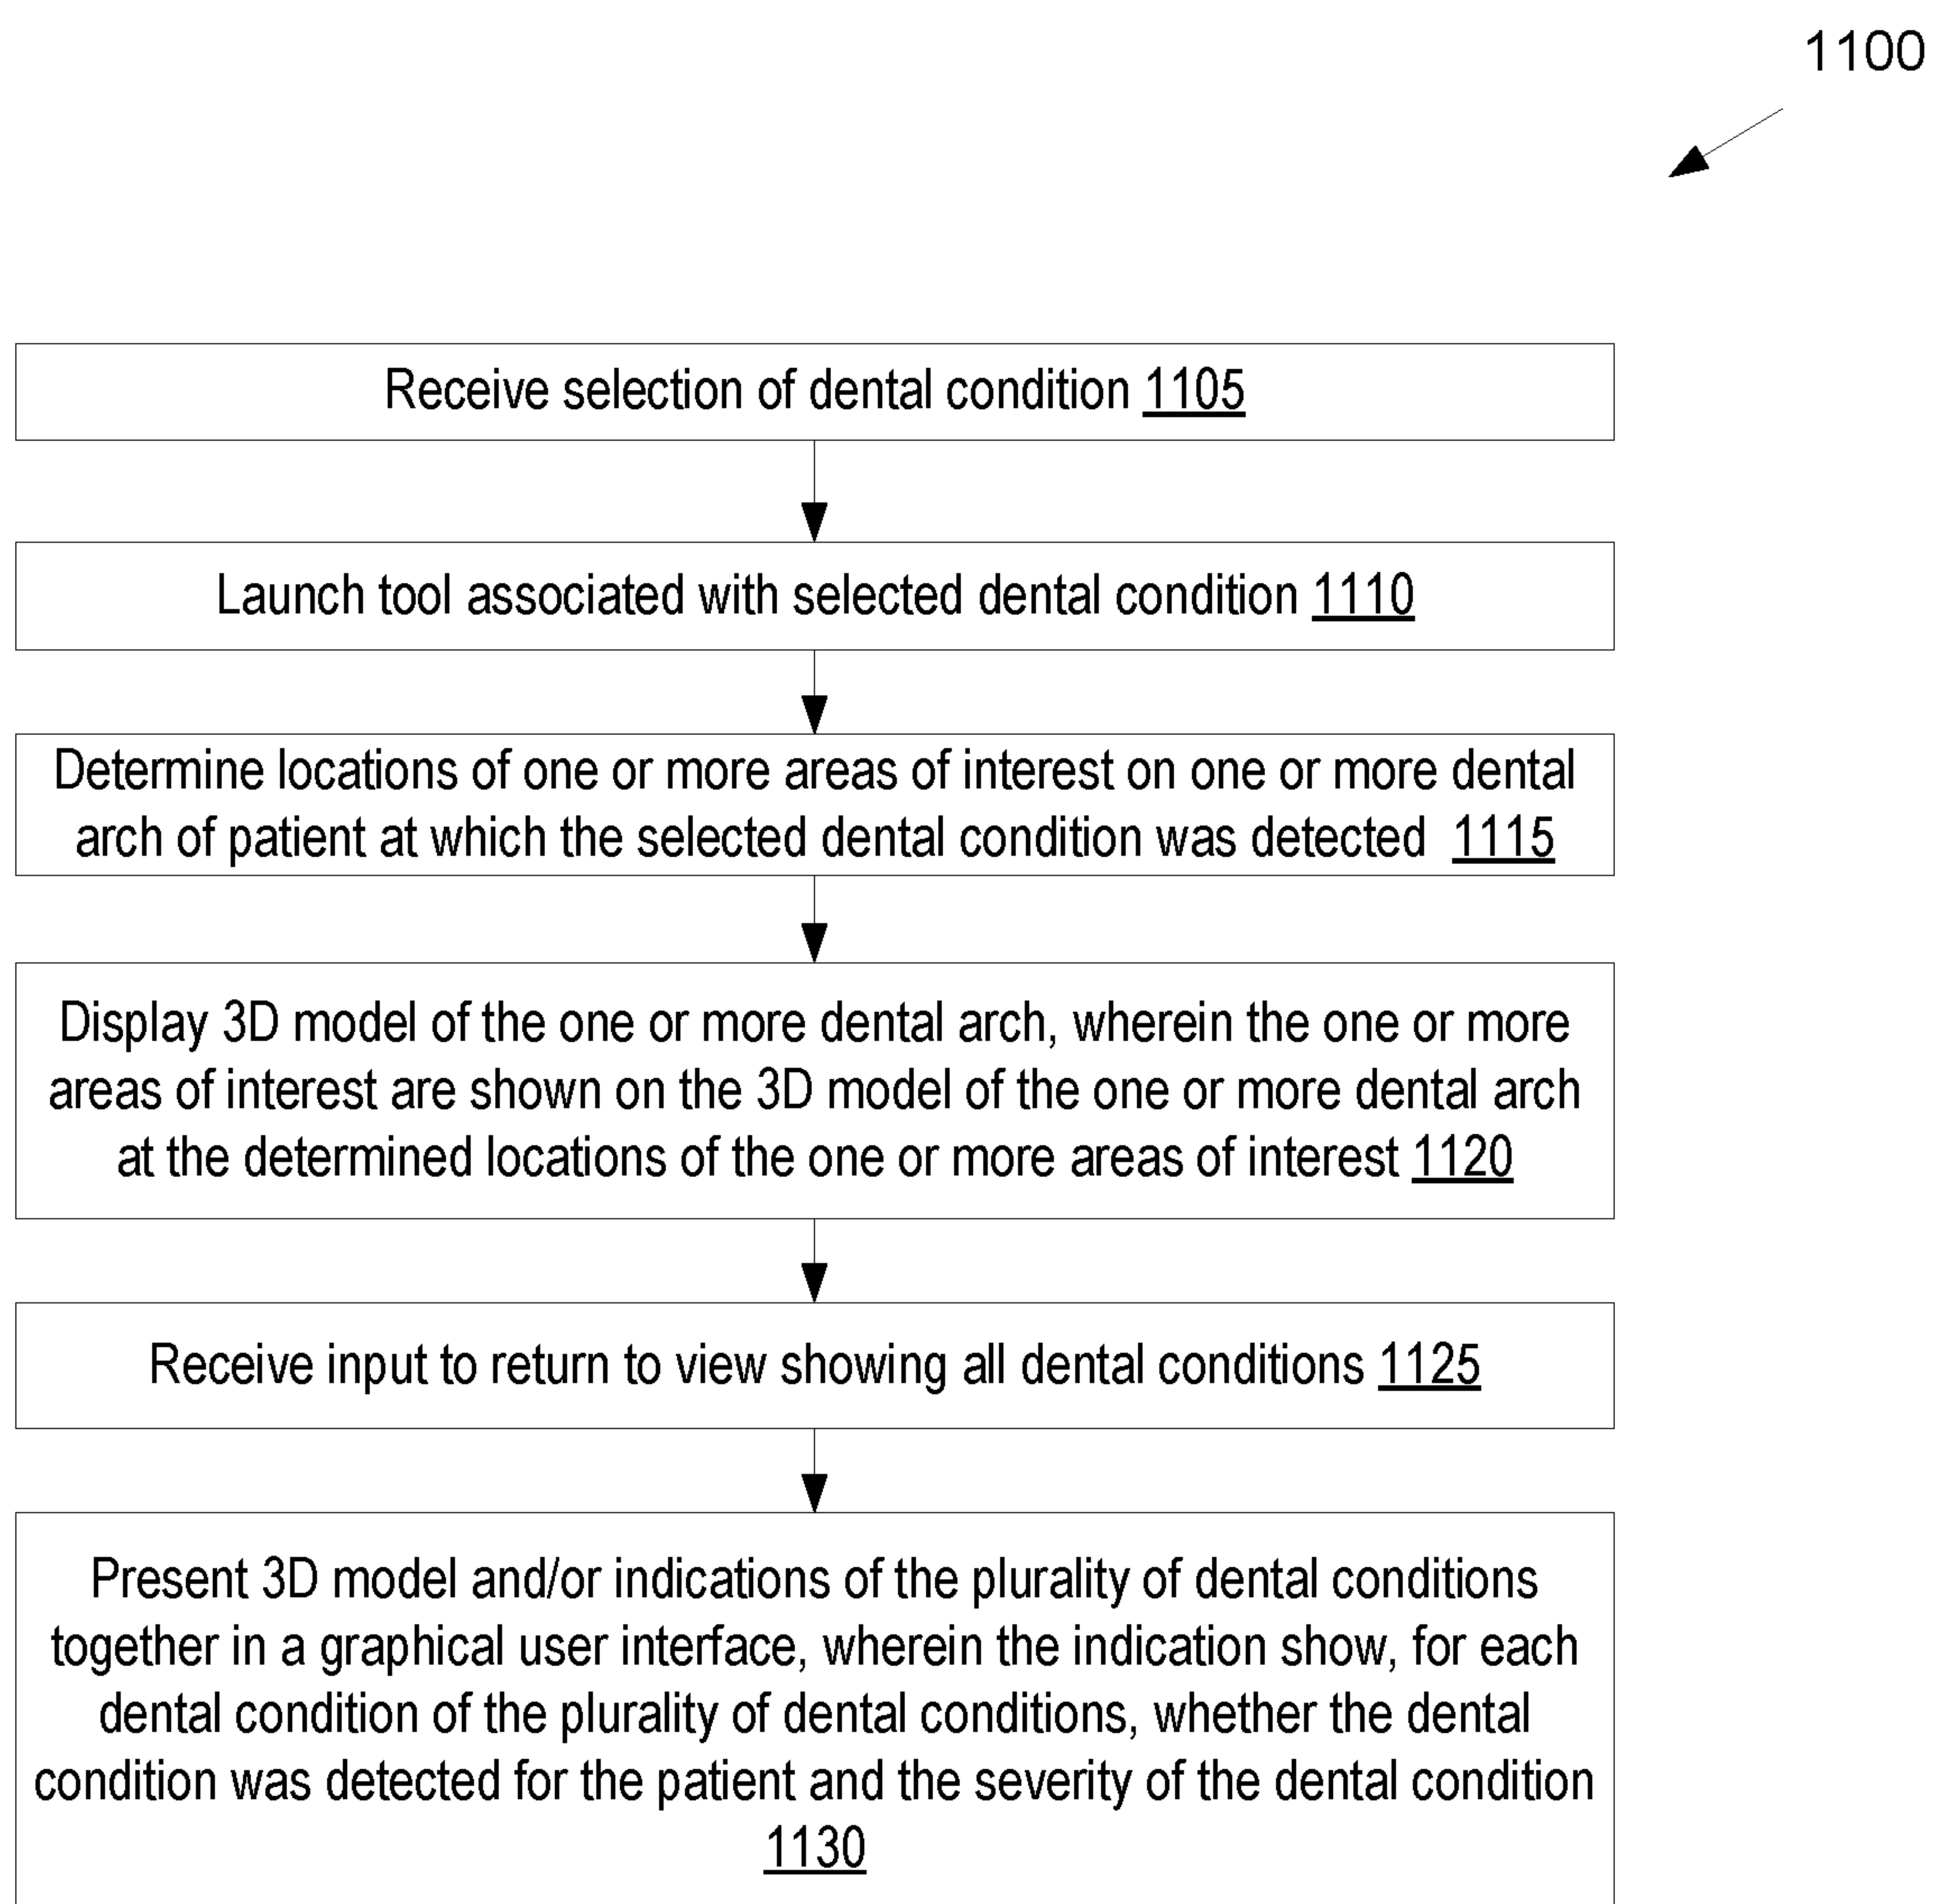 1100
Receive selection of dental condition 1105
Launch tool associated with selected dental condition 1110
Determine locations of one or more areas of interest on one or more dental
arch of patient at which the selected dental condition was detected 1115
Display 3D model of the one or more dental arch, wherein the one or more
areas of interest are shown on the 3D model of the one or more dental arch
at the determined locations of the one or more areas of interest 1120
Receive input to return to view showing all dental conditions 1125
Present 3D model and/or indications of the plurality of dental conditions
together in a graphical user interface, wherein the indication show, for each
dental condition of the plurality of dental conditions, whether the dental
condition was detected for the patient and the severity of the dental condition
1130